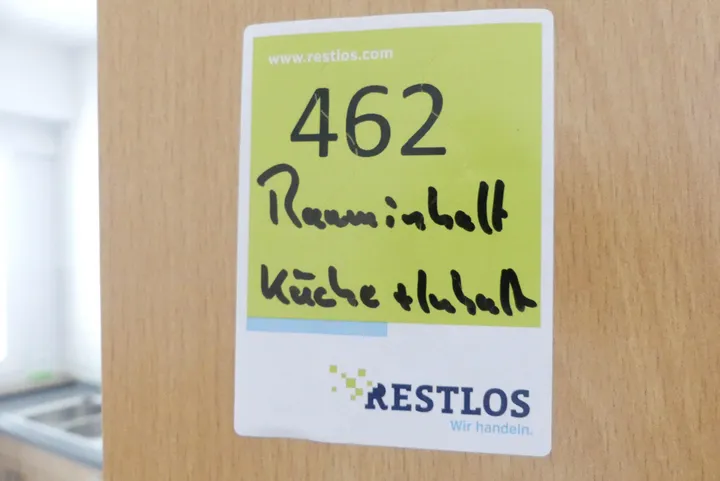 www.restlos.com
462
Rauminhalt
Küche + Inhalt
RESTLOS
Wir handeln.